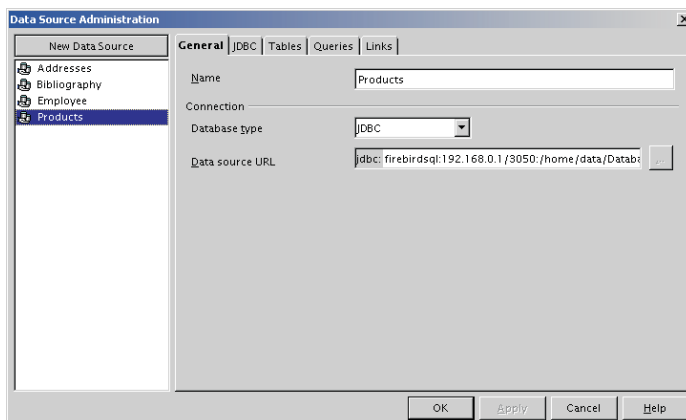 Data Source Administration
New Data Source
Addresses
Bibliography
Employee
Products
General JDBC Tables Queries Links
Name Products
Connection
Database type JDBC
Data source URL jdbc: firebirdsql:192.168.0.1/3050:/home/data/Databa ...
OK Apply Cancel Help